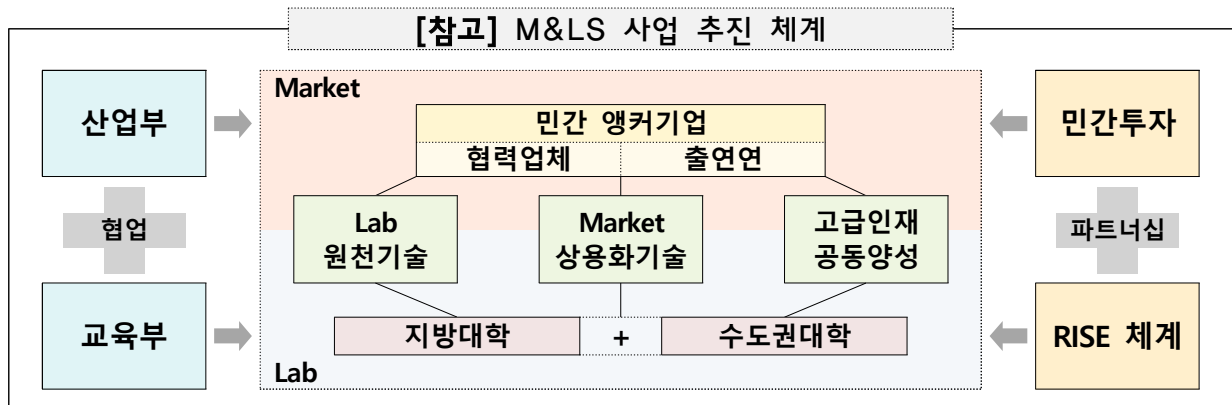 [참고] M&LS 사업 추진 체계
Market
산업부
민간 앵커기업
민간투자
협력업체
출연연
협업
Lab
원천기술
Market
상용화기술
고급인재
공동양성
파트너십
교육부
지방대학
+
수도권대학
RISE 체계
Lab